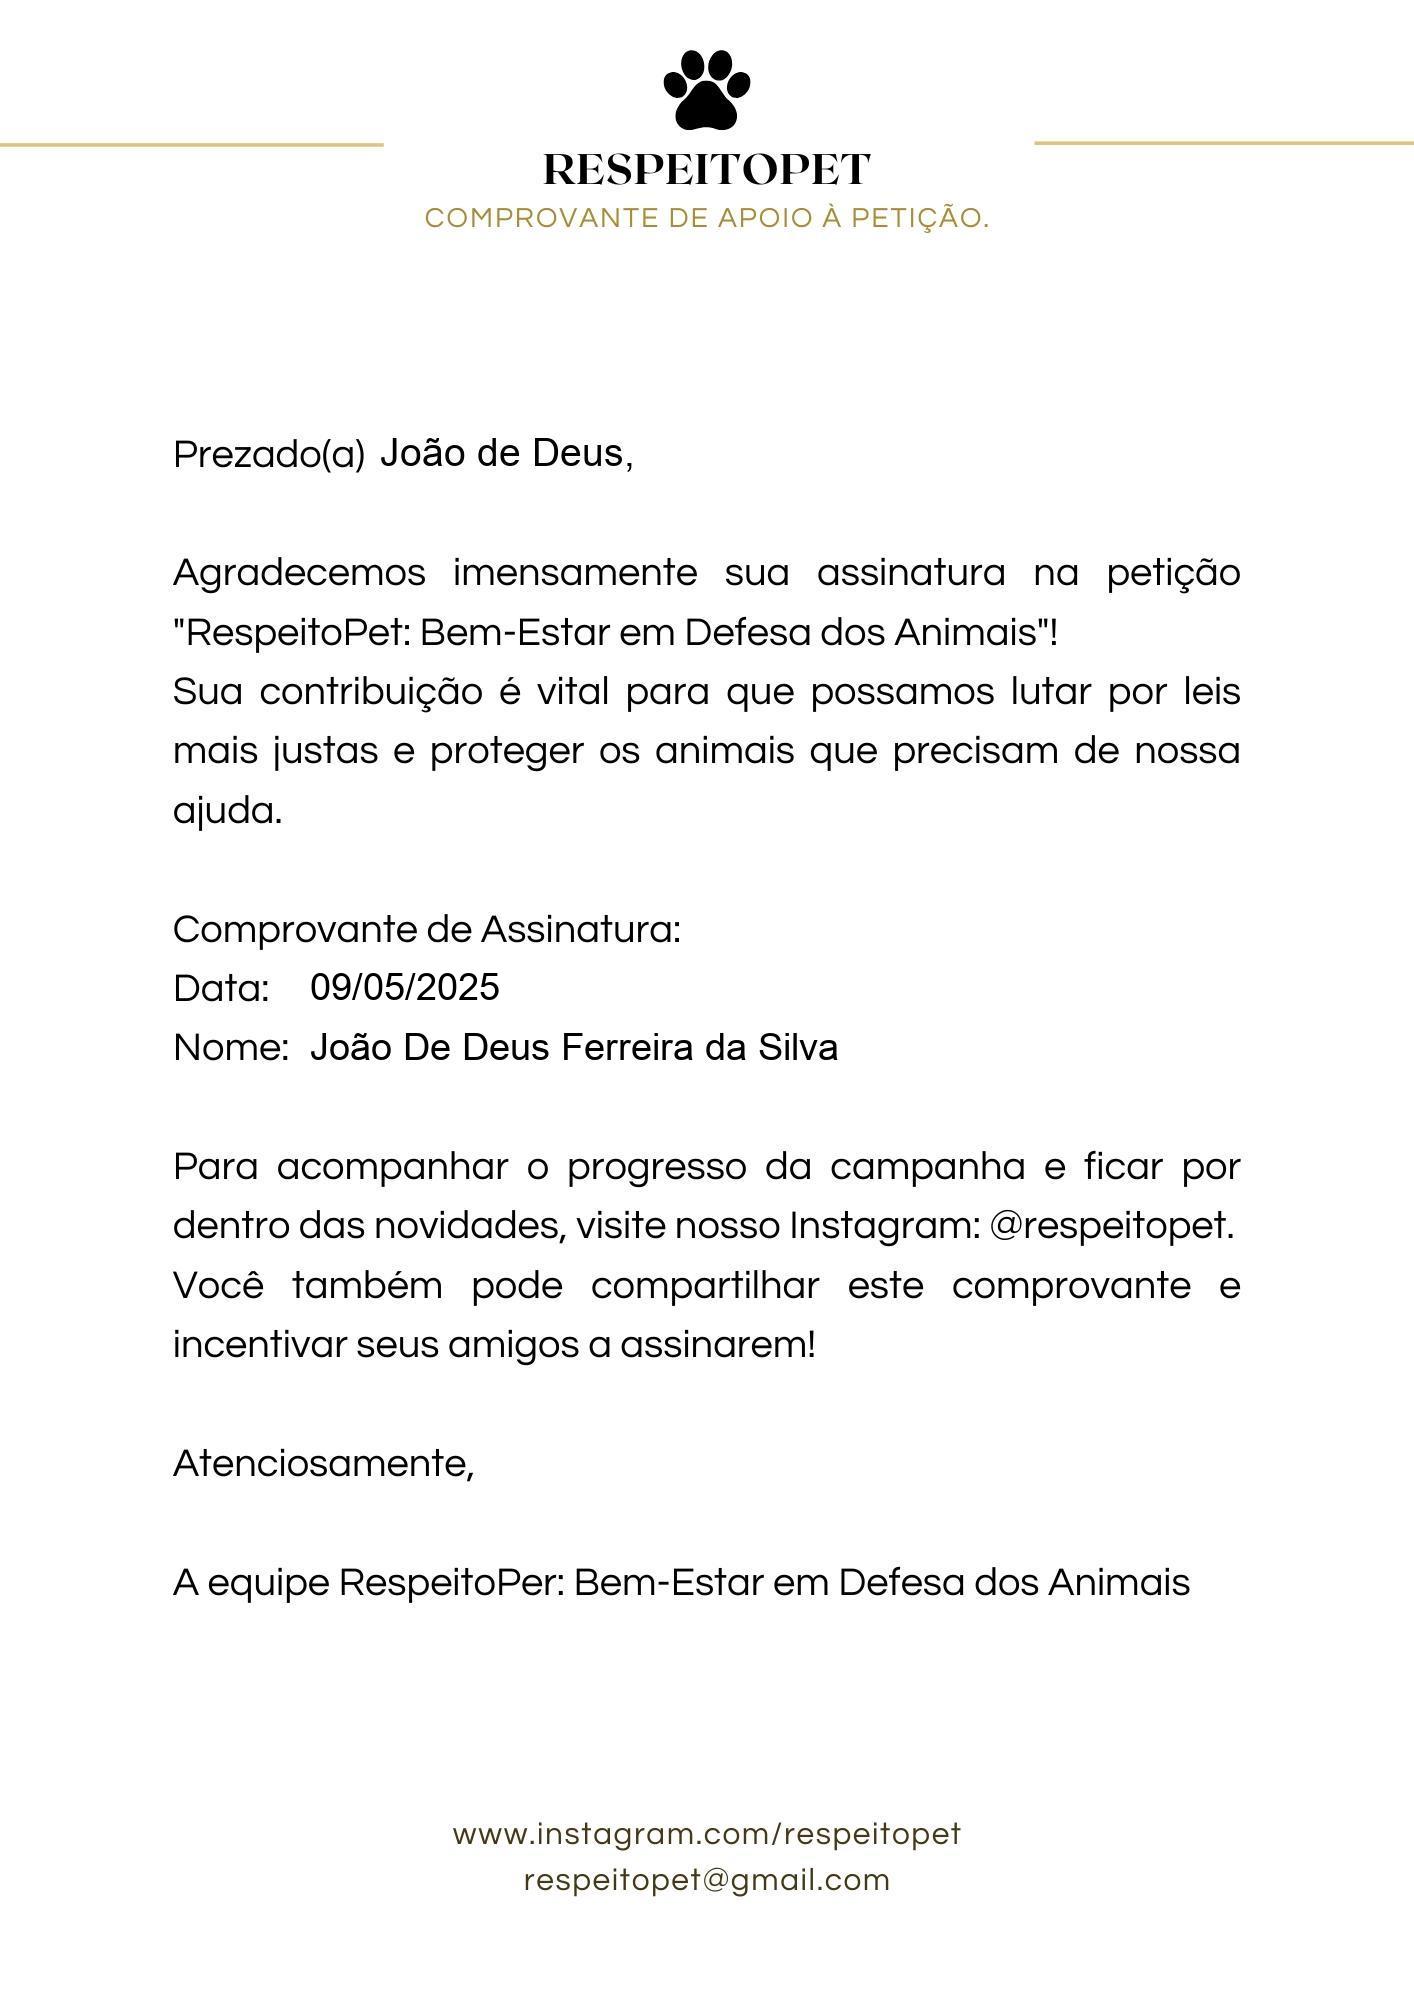 RESPEITOPET
COMPROVANTE DE APOIO À PETIÇÃO.
Prezado(a) João de Deus,
Agradecemos imensamente sua assinatura na petição
"RespeitoPet: Bem-Estar em Defesa dos Animais"!
Sua contribuição é vital para que possamos lutar por leis
mais justas e proteger os animais que precisam de nossa
ajuda.
Comprovante de Assinatura:
Data: 09/05/2025
Nome: João De Deus Ferreira da Silva
Para acompanhar o progresso da campanha e ficar por
dentro das novidades, visite nosso Instagram: @respeitopet.
Você também pode compartilhar este comprovante e
incentivar seus amigos a assinarem!
Atenciosamente,
A equipe RespeitoPer: Bem-Estar em Defesa dos Animais
www.instagram.com/respeitopet
respeitopet@gmail.com